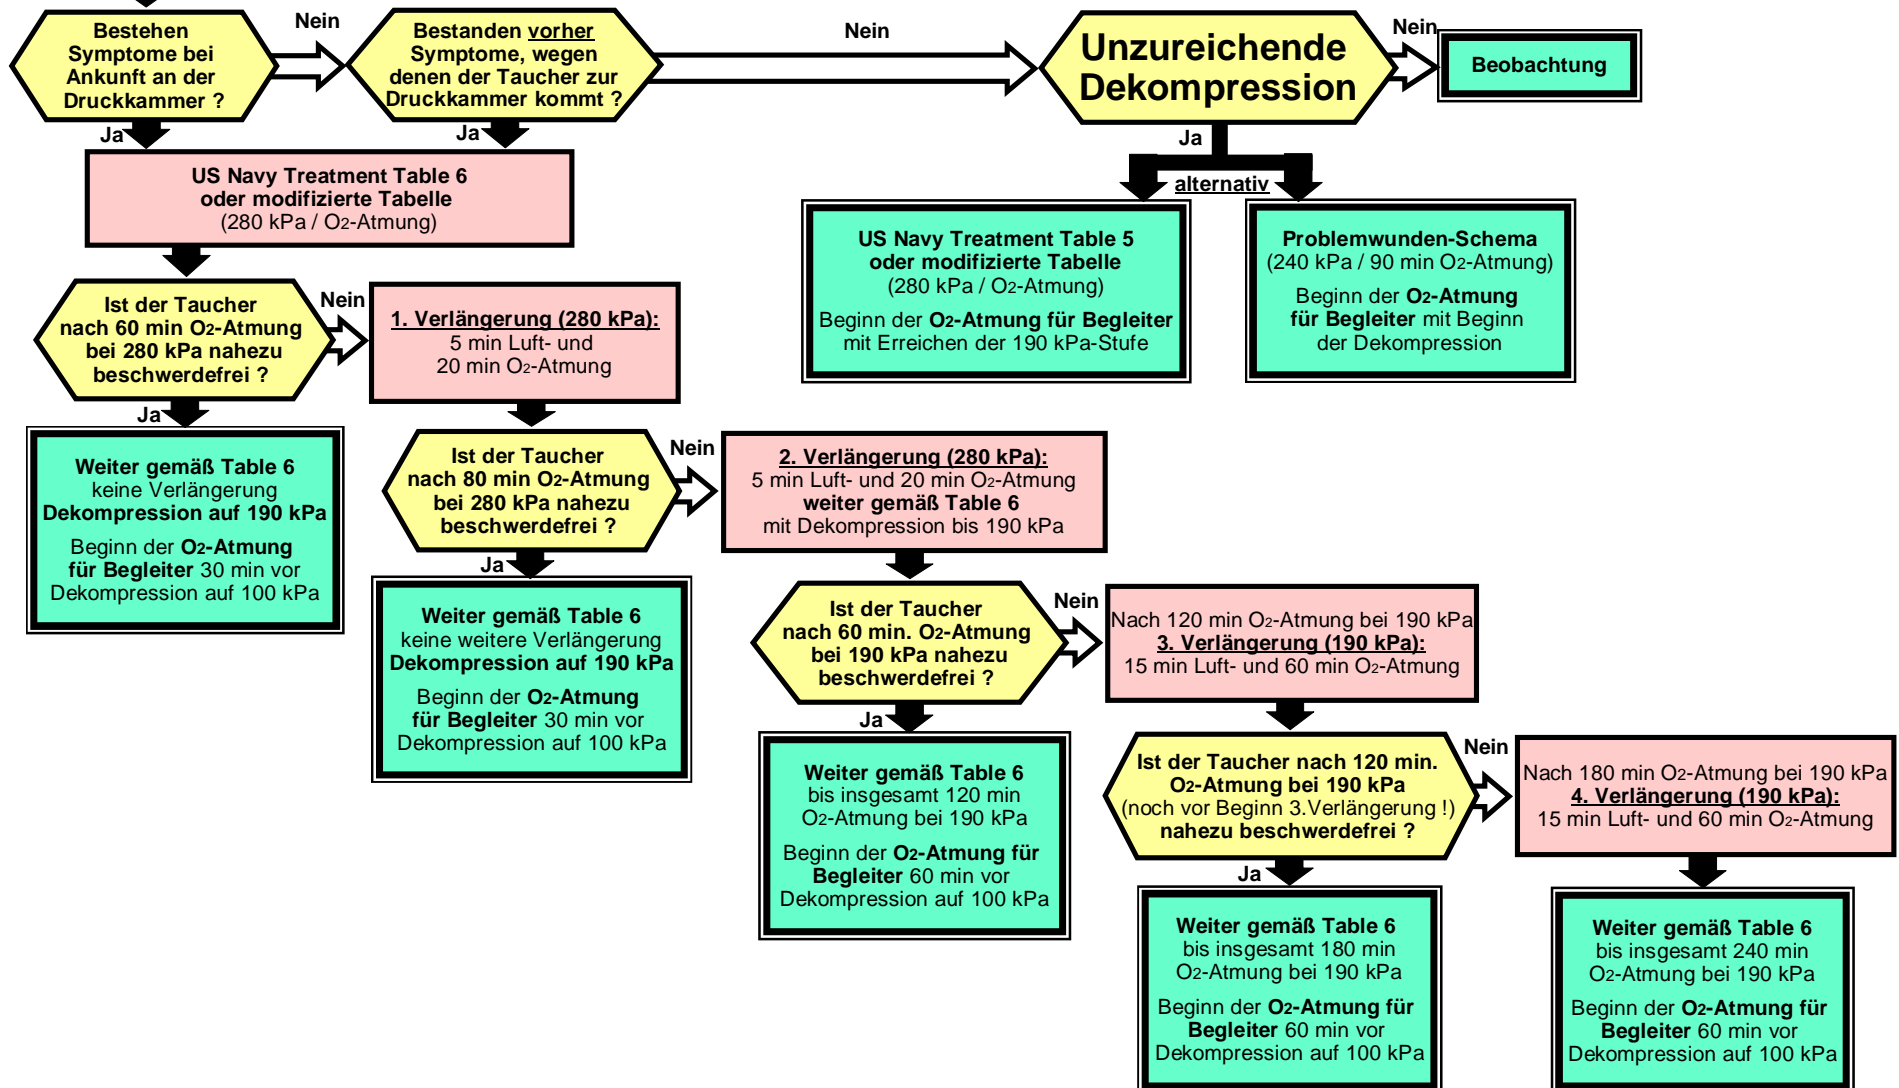 Bestehen
Symptome bei
Ankunft an der
Druckkammer ?
Nein
Bestanden vorher
Symptome, wegen
denen der Taucher zur
Druckkammer kommt ?
Nein
Unzureichende
Dekompression
Nein
Beobachtung
Ja
Ja
Ja
alternativ
US Navy Treatment Table 6
oder modifizierte Tabelle
(280 kPa / O2-Atmung)
US Navy Treatment Table 5
oder modifizierte Tabelle
(280 kPa / O2-Atmung)
Beginn der O2-Atmung für Begleiter
mit Erreichen der 190 kPa-Stufe
Problemwunden-Schema
(240 kPa / 90 min O2-Atmung)
Beginn der O2-Atmung
für Begleiter mit Beginn
der Dekompression
Ist der Taucher
nach 60 min O2-Atmung
bei 280 kPa nahezu
beschwerdefrei ?
Nein
1. Verlängerung (280 kPa):
5 min Luft- und
20 min O2-Atmung
Ja
Weiter gemäß Table 6
keine Verlängerung
Dekompression auf 190 kPa
Beginn der O2-Atmung
für Begleiter 30 min vor
Dekompression auf 100 kPa
Ist der Taucher
nach 80 min O2-Atmung
bei 280 kPa nahezu
beschwerdefrei ?
Nein
2. Verlängerung (280 kPa):
5 min Luft- und 20 min O2-Atmung
weiter gemäß Table 6
mit Dekompression bis 190 kPa
Ja
Weiter gemäß Table 6
keine weitere Verlängerung
Dekompression auf 190 kPa
Beginn der O2-Atmung
für Begleiter 30 min vor
Dekompression auf 100 kPa
Ist der Taucher
nach 60 min. O2-Atmung
bei 190 kPa nahezu
beschwerdefrei ?
Nein
Nach 120 min O2-Atmung bei 190 kPa
3. Verlängerung (190 kPa):
15 min Luft- und 60 min O2-Atmung
Ja
Weiter gemäß Table 6
bis insgesamt 120 min
O2-Atmung bei 190 kPa
Beginn der O2-Atmung für
Begleiter 60 min vor
Dekompression auf 100 kPa
Ist der Taucher nach 120 min.
O2-Atmung bei 190 kPa
(noch vor Beginn 3.Verlängerung !)
nahezu beschwerdefrei ?
Nein
Nach 180 min O2-Atmung bei 190 kPa
4. Verlängerung (190 kPa):
15 min Luft- und 60 min O2-Atmung
Ja
Weiter gemäß Table 6
bis insgesamt 180 min
O2-Atmung bei 190 kPa
Beginn der O2-Atmung für
Begleiter 60 min vor
Dekompression auf 100 kPa
Weiter gemäß Table 6
bis insgesamt 240 min
O2-Atmung bei 190 kPa
Beginn der O2-Atmung für
Begleiter 60 min vor
Dekompression auf 100 kPa